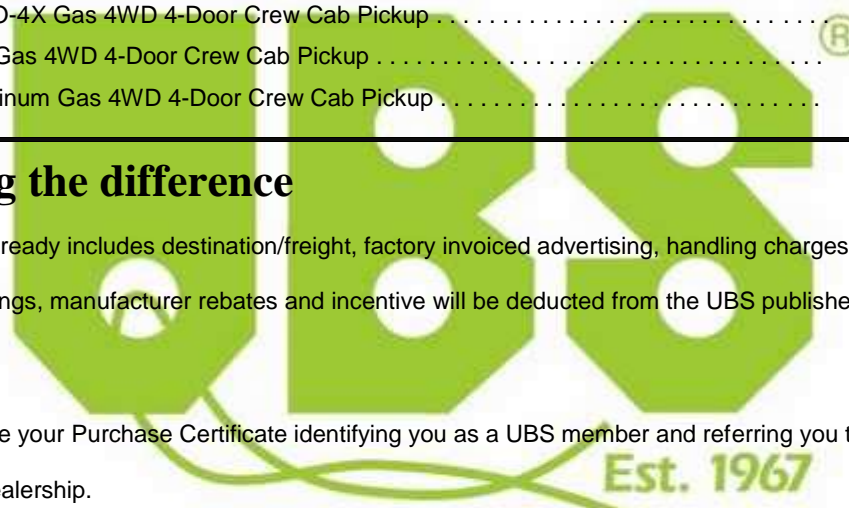 -4X Gas 4WD 4-Door Crew Cab Pickup . . . . . . . . . . . . . . . . . . . . . . . . . . . .
Gas 4WD 4-Door Crew Cab Pickup . . . . . . . . . . . . . . . . . . . . . . . . . . . . . . . .
inum Gas 4WD 4-Door Crew Cab Pickup . . . . . . . . . . . . . . . . . . . . . . . . . . .
UBS®
g the difference
ready includes destination/freight, factory invoiced advertising, handling charges
ngs, manufacturer rebates and incentive will be deducted from the UBS publishe
e your Purchase Certificate identifying you as a UBS member and referring you t
Est. 1967
ealership.